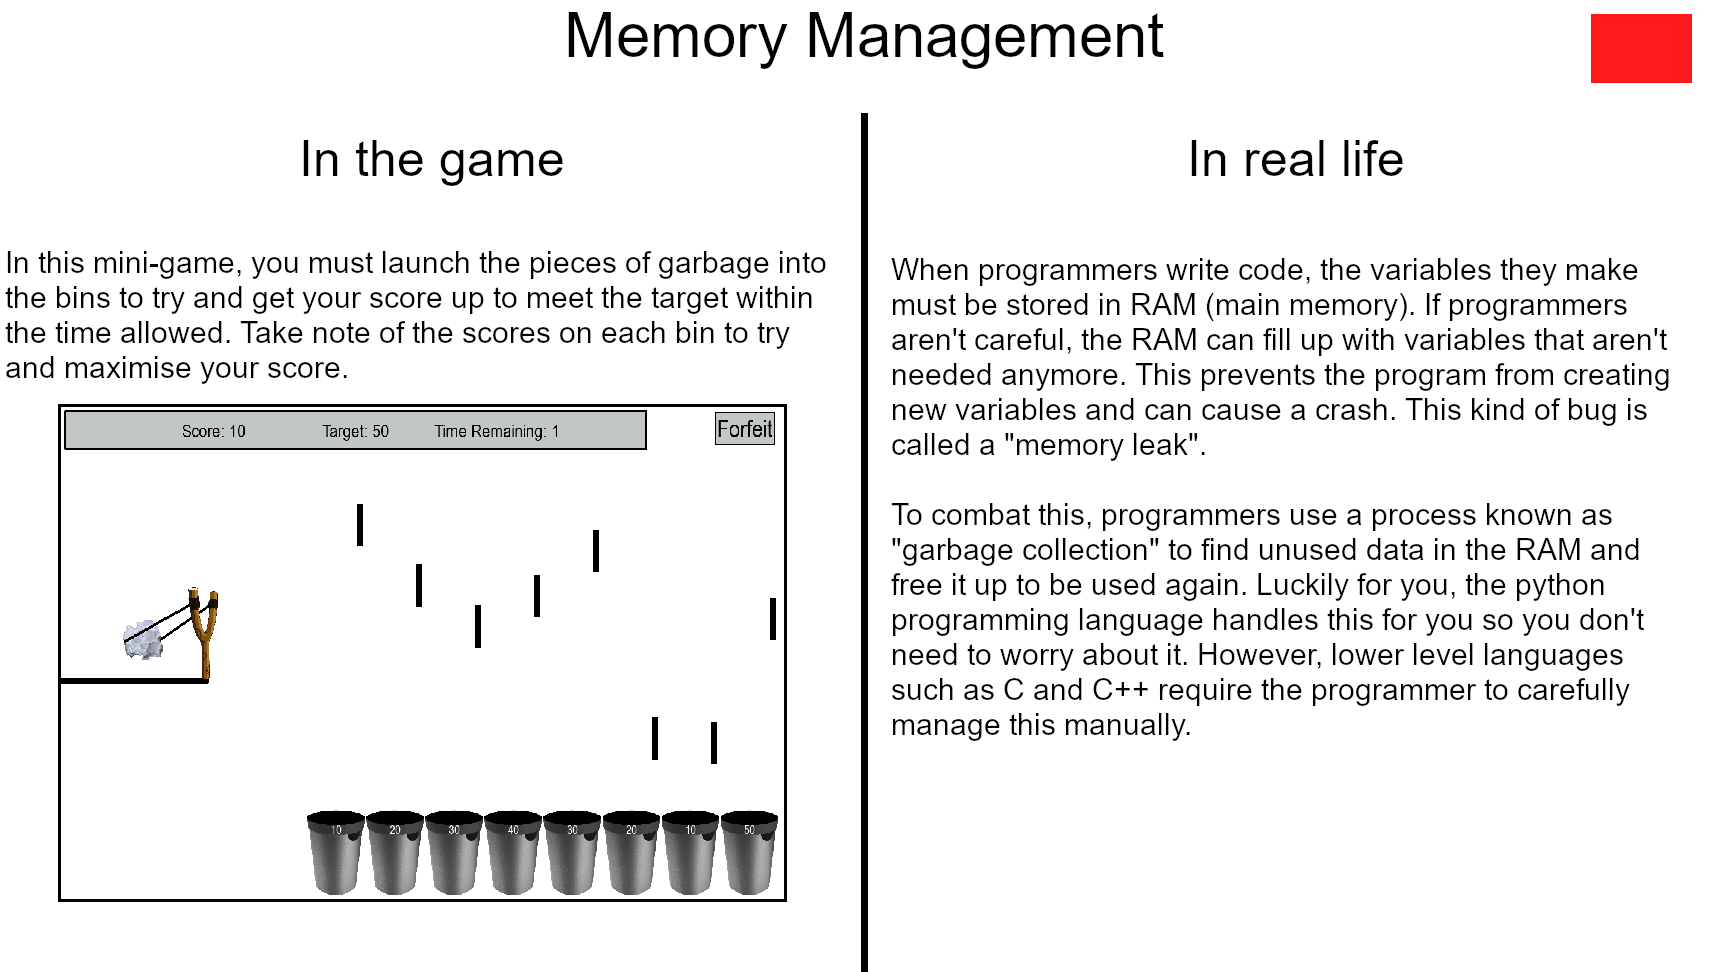 Memory Management
In the game
In this mini-game, you must launch the pieces of garbage into
the bins to try and get your score up to meet the target within
the time allowed. Take note of the scores on each bin to try
and maximise your score.
Score: 10 Target: 50 Time Remaining: 1 Forfeit
10 20 30 40 30 20 10 50
In real life
When programmers write code, the variables they make
must be stored in RAM (main memory). If programmers
aren't careful, the RAM can fill up with variables that aren't
needed anymore. This prevents the program from creating
new variables and can cause a crash. This kind of bug is
called a "memory leak".
To combat this, programmers use a process known as
"garbage collection" to find unused data in the RAM and
free it up to be used again. Luckily for you, the python
programming language handles this for you so you don't
need to worry about it. However, lower level languages
such as C and C++ require the programmer to carefully
manage this manually.